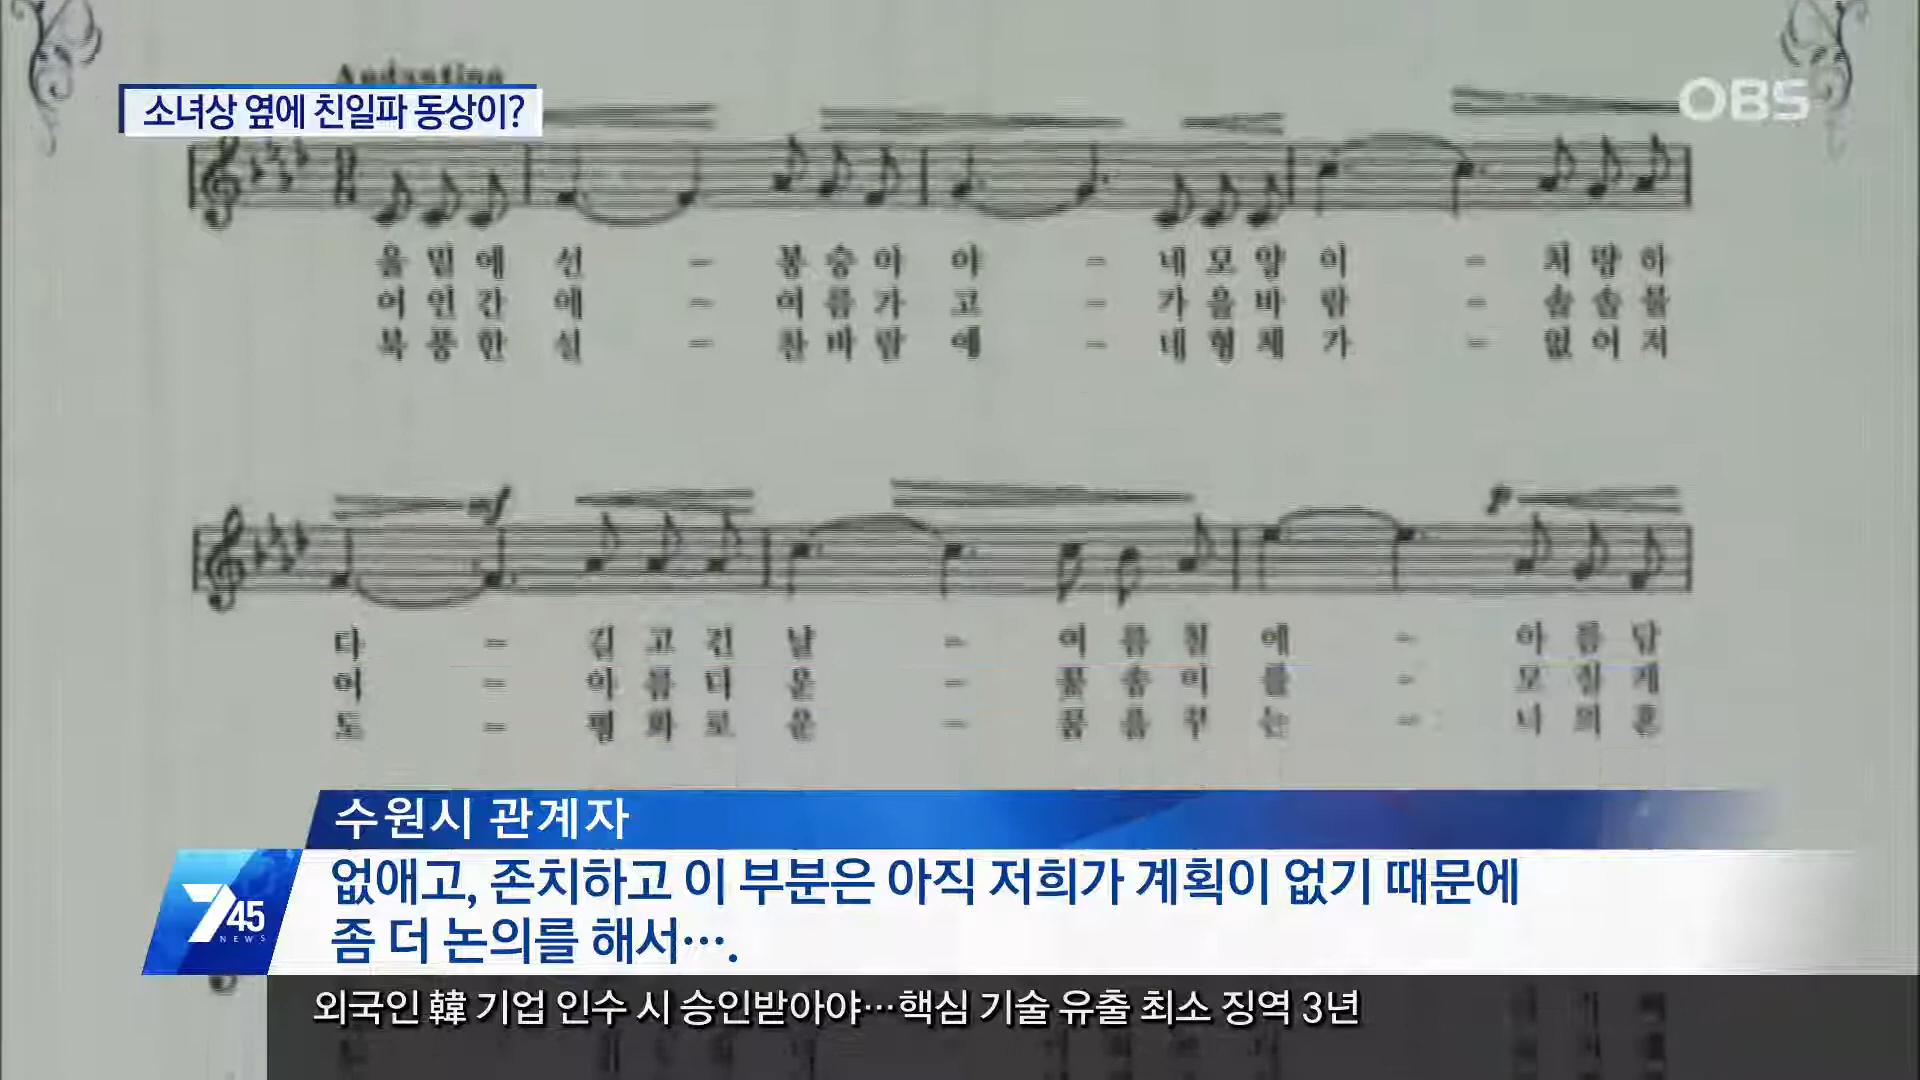 Andantino
소녀상 옆에 친일파 동상이?
OBS
울 밑 에 선 - 봉 숭 아 야 - 네 모 양 이 - 처 량 하
어 언 간 에 - 여 름 가 고 - 가 을 바 람 - 솔 솔 불
북 풍 한 설 - 찬 바 람 에 - 네 형 체 가 - 없 어 져
mf
p
다 - 길 고 긴 날 - 여 름 철 에 - 아 름 답
어 - 아 름 다 운 - 꽃 송 이 를 - 모 질 게
도 - 평 화 로 운 - 꿈 을 꾸 는 - 너 의 혼
수원시 관계자
없애고, 존치하고 이 부분은 아직 저희가 계획이 없기 때문에
좀 더 논의를 해서….
745
NEWS
외국인 韓 기업 인수 시 승인받아야…핵심 기술 유출 최소 징역 3년